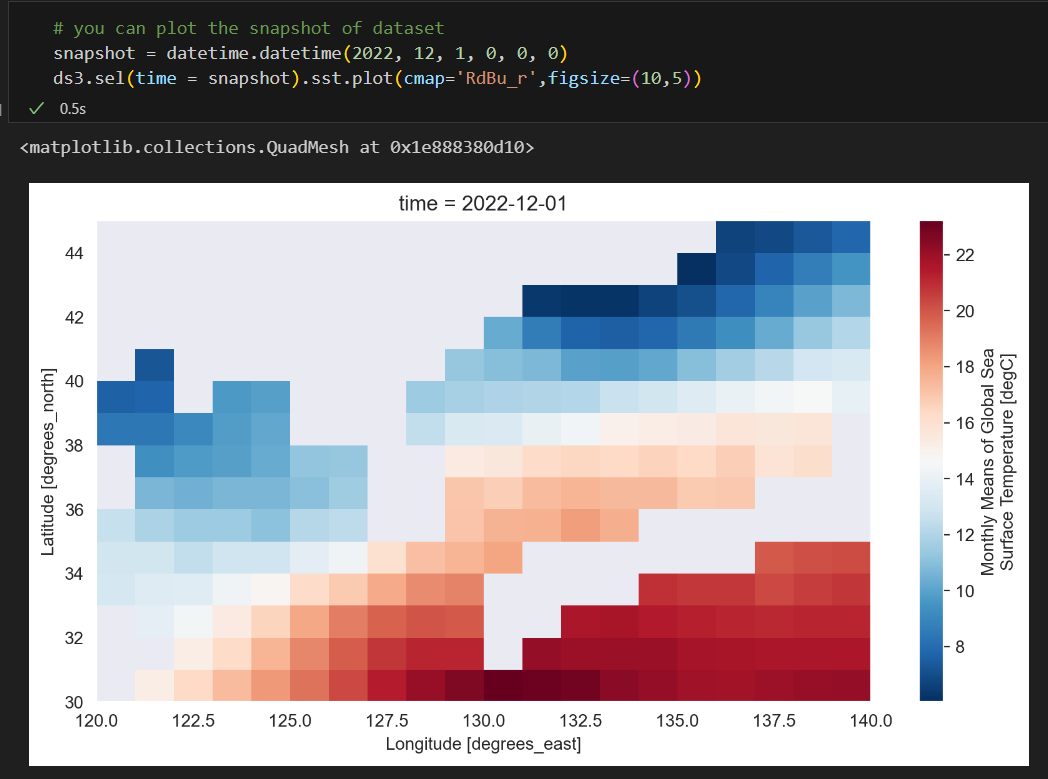 # you can plot the snapshot of dataset
snapshot = datetime.datetime(2022, 12, 1, 0, 0, 0)
ds3.sel(time = snapshot).sst.plot(cmap='RdBu_r',figsize=(10,5))
0.5s
<matplotlib.collections.QuadMesh at 0x1e888380d10>
time = 2022-12-01
44
42
40
38
36
34
32
30
Latitude [degrees_north]
120.0 122.5 125.0 127.5 130.0 132.5 135.0 137.5 140.0
Longitude [degrees_east]
22
20
18
16
14
12
10
8
Monthly Means of Global Sea
Surface Temperature [degC]